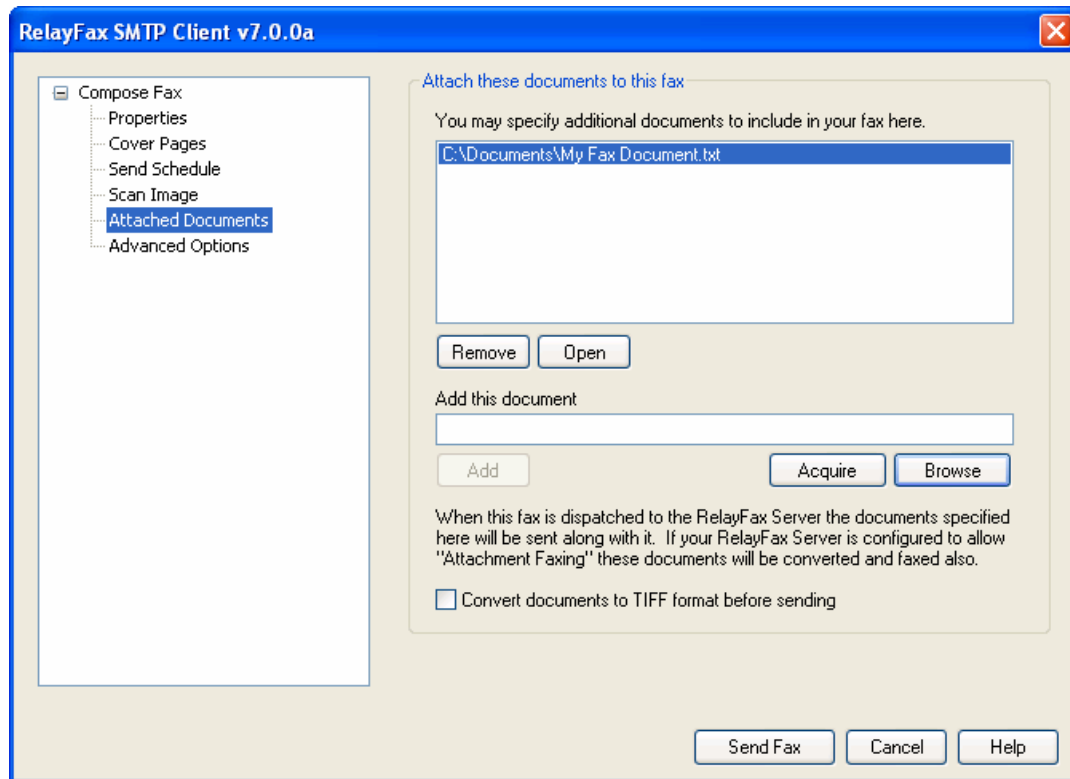 RelayFax SMTP Client v7.0.0a
Compose Fax
Properties
Cover Pages
Send Schedule
Scan Image
Attached Documents
Advanced Options
Attach these documents to this fax
You may specify additional documents to include in your fax here.
C:\Documents\My Fax Document.txt
Remove Open
Add this document
Add Acquire Browse
When this fax is dispatched to the RelayFax Server the documents specified
here will be sent along with it.  If your RelayFax Server is configured to allow
"Attachment Faxing" these documents will be converted and faxed also.
Convert documents to TIFF format before sending
Send Fax Cancel Help